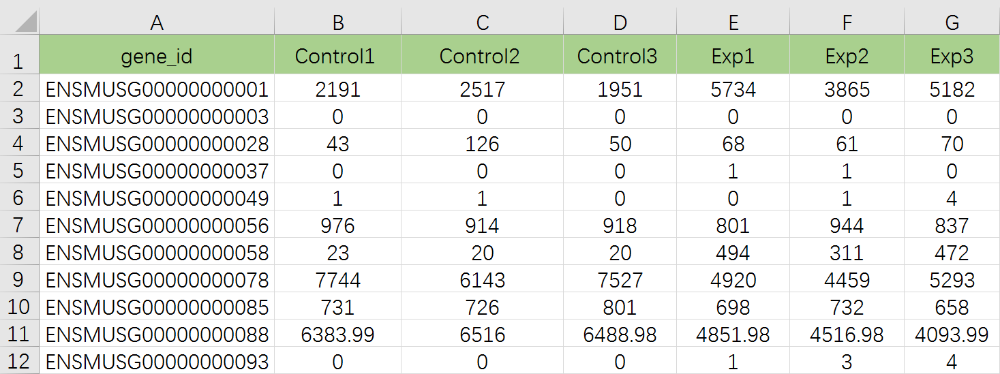 A B C D E F G
1 gene_id Control1 Control2 Control3 Exp1 Exp2 Exp3
2 ENSMUSG00000000001 2191 2517 1951 5734 3865 5182
3 ENSMUSG00000000003 0 0 0 0 0 0
4 ENSMUSG00000000028 43 126 50 68 61 70
5 ENSMUSG00000000037 0 0 0 1 1 0
6 ENSMUSG00000000049 1 1 0 0 1 4
7 ENSMUSG00000000056 976 914 918 801 944 837
8 ENSMUSG00000000058 23 20 20 494 311 472
9 ENSMUSG00000000078 7744 6143 7527 4920 4459 5293
10 ENSMUSG00000000085 731 726 801 698 732 658
11 ENSMUSG00000000088 6383.99 6516 6488.98 4851.98 4516.98 4093.99
12 ENSMUSG00000000093 0 0 0 1 3 4